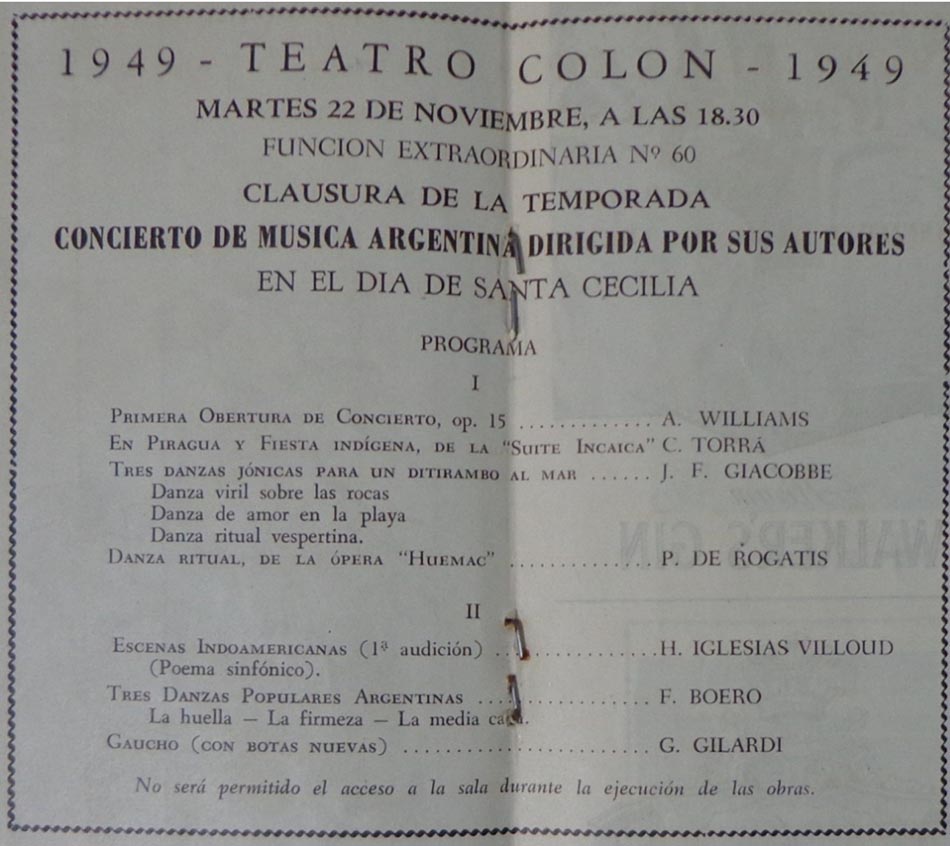 1949 - TEATRO COLON - 1949
MARTES 22 DE NOVIEMBRE, A LAS 18.30
FUNCION EXTRAORDINARIA Nº 60
CLAUSURA DE LA TEMPORADA
CONCIERTO DE MUSICA ARGENTINA DIRIGIDA POR SUS AUTORES
EN EL DIA DE SANTA CECILIA
PROGRAMA
I
PRIMERA OBERTURA DE CONCIERTO, op. 15 .............. A. WILLIAMS
EN PIRAGUA Y FIESTA INDÍGENA, DE LA "SUITE INCAICA" C. TORRÁ
TRES DANZAS JÓNICAS PARA UN DITIRAMBO AL MAR ...... J. F. GIACOBBE
Danza viril sobre las rocas
Danza de amor en la playa
Danza ritual vespertina.
DANZA RITUAL, DE LA ÓPERA "HUEMAC" .............. P. DE ROGATIS
II
ESCENAS INDOAMERICANAS (1ª audición) ................ H. IGLESIAS VILLOUD
(Poema sinfónico).
TRES DANZAS POPULARES ARGENTINAS ................. F. BOERO
La huella — La firmeza — La media casa.
GAUCHO (CON BOTAS NUEVAS) ......................... G. GILARDI
No será permitido el acceso a la sala durante la ejecución de las obras.
WALKER'S GIN